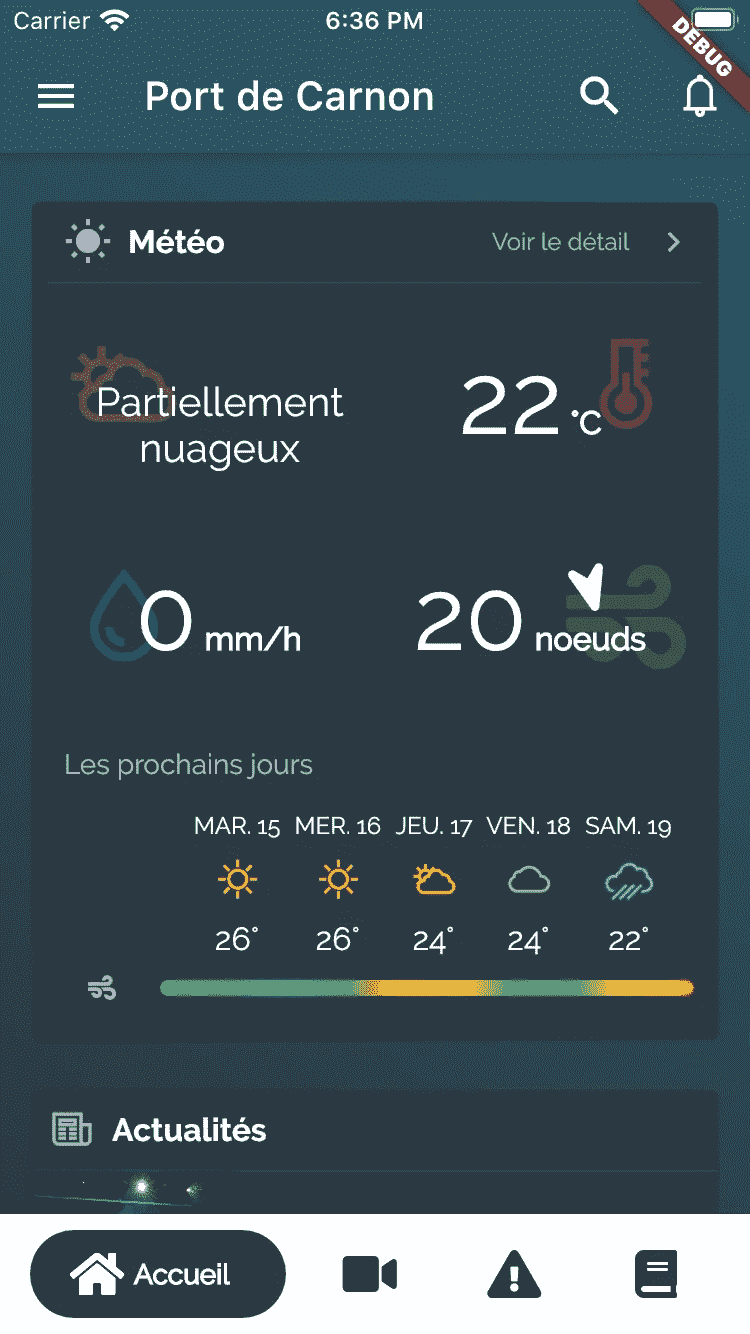 Carrier 6:36 PM
DEBUG
Port de Carnon
Météo Voir le détail
Partiellement
nuageux
22 °C
0 mm/h
20 noeuds
Les prochains jours
MAR. 15 MER. 16 JEU. 17 VEN. 18 SAM. 19
26° 26° 24° 24° 22°
Actualités
Accueil